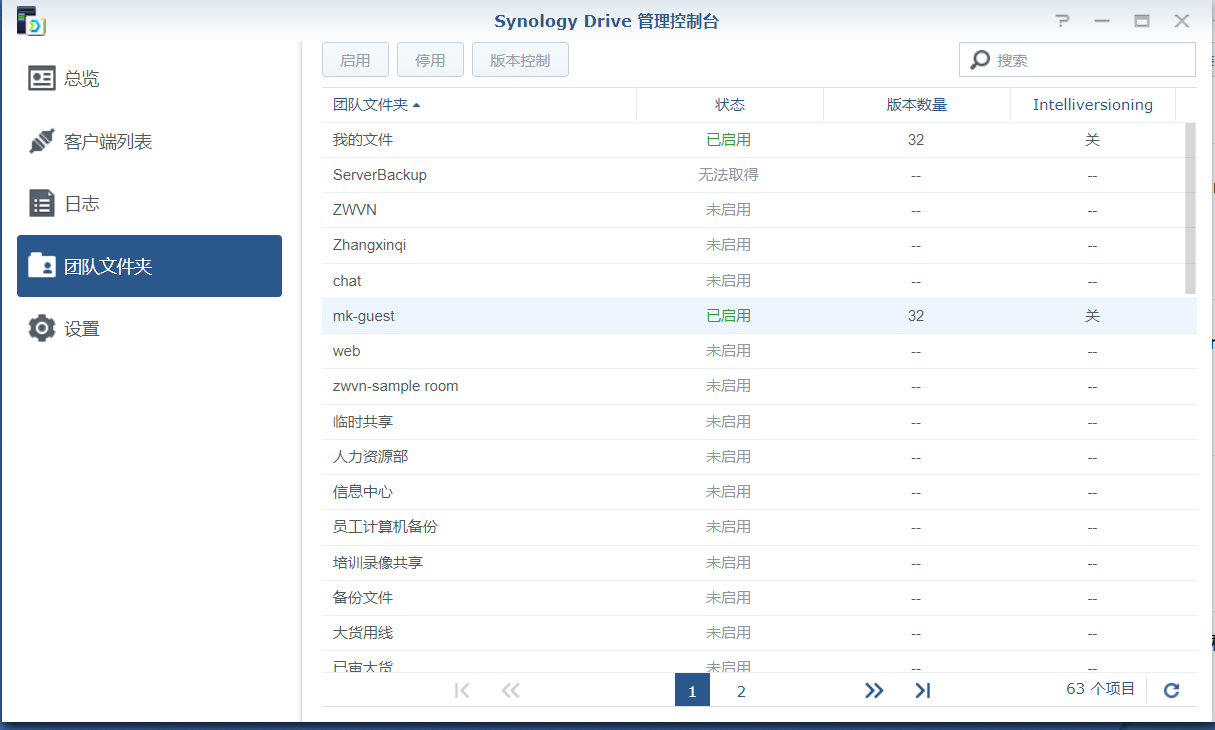 Synology Drive 管理控制台
总览
客户端列表
日志
团队文件夹
设置
启用 停用 版本控制 搜索
团队文件夹 状态 版本数量 Intelliversioning
我的文件 已启用 32 关
ServerBackup 无法取得 -- --
ZWVN 未启用 -- --
Zhangxinqi 未启用 -- --
chat 未启用 -- --
mk-guest 已启用 32 关
web 未启用 -- --
zwvn-sample room 未启用 -- --
临时共享 未启用 -- --
人力资源部 未启用 -- --
信息中心 未启用 -- --
员工计算机备份 未启用 -- --
培训录像共享 未启用 -- --
备份文件 未启用 -- --
大货用线 未启用 -- --
已审大货 未启用 -- --
1 2 63 个项目